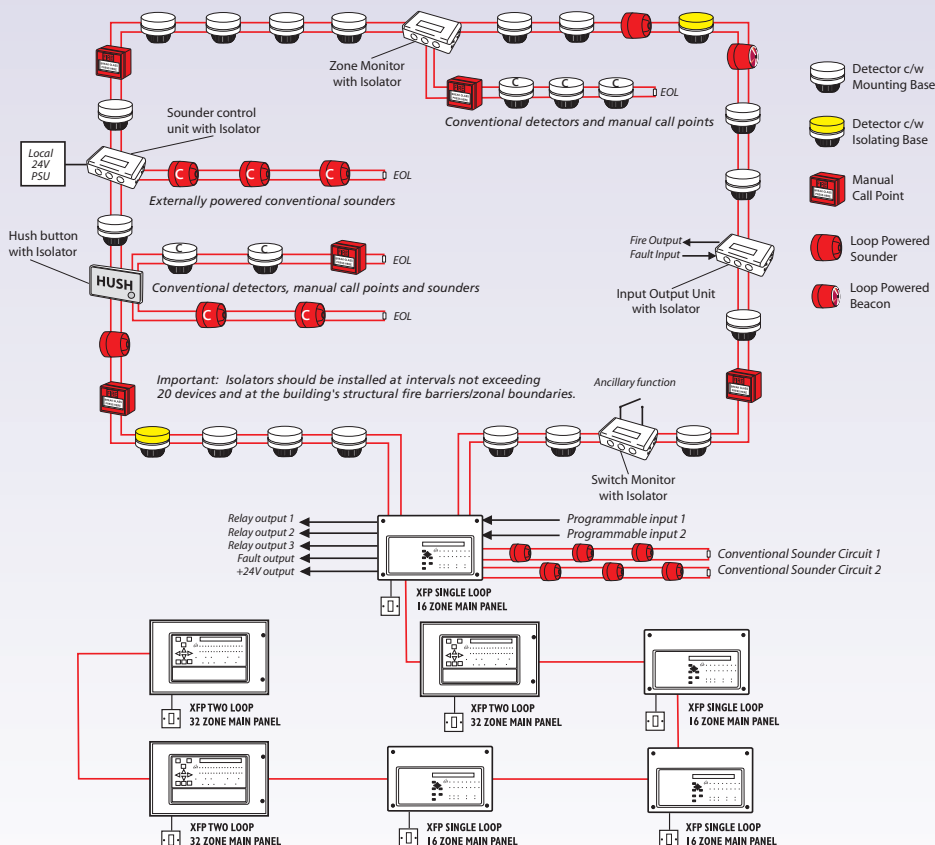 Zone Monitor
with Isolator
C
C
C
EOL
Conventional detectors and manual call points
Detector c/w
Mounting Base
Detector c/w
Isolating Base
Manual
Call Point
Loop Powered
Sounder
Loop Powered
Beacon
Sounder control
unit with Isolator
Local
24V
PSU
C
C
C
EOL
Externally powered conventional sounders
Hush button
with Isolator
HUSH
C
C
EOL
Conventional detectors, manual call points and sounders
C
C
EOL
Fire Output
Fault Input
Input Output Unit
with Isolator
Important: Isolators should be installed at intervals not exceeding
20 devices and at the building's structural fire barriers/zonal boundaries.
Ancillary function
Switch Monitor
with Isolator
Relay output 1
Relay output 2
Relay output 3
Fault output
+24V output
Programmable input 1
Programmable input 2
Conventional Sounder Circuit 1
Conventional Sounder Circuit 2
XFP SINGLE LOOP
16 ZONE MAIN PANEL
XFP TWO LOOP
32 ZONE MAIN PANEL
XFP TWO LOOP
32 ZONE MAIN PANEL
XFP SINGLE LOOP
16 ZONE MAIN PANEL
XFP TWO LOOP
32 ZONE MAIN PANEL
XFP SINGLE LOOP
16 ZONE MAIN PANEL
XFP SINGLE LOOP
16 ZONE MAIN PANEL